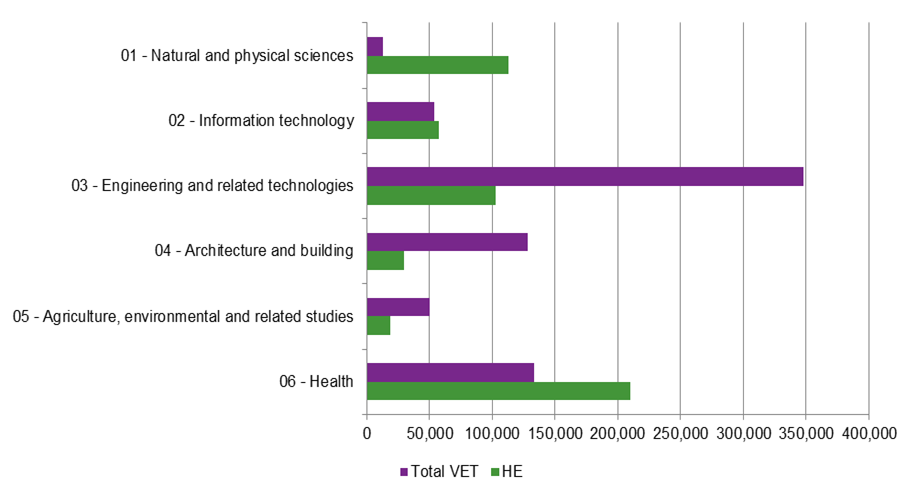 01 - Natural and physical sciences
02 - Information technology
03 - Engineering and related technologies
04 - Architecture and building
05 - Agriculture, environmental and related studies
06 - Health
0 50,000 100,000 150,000 200,000 250,000 300,000 350,000 400,000
Total VET HE